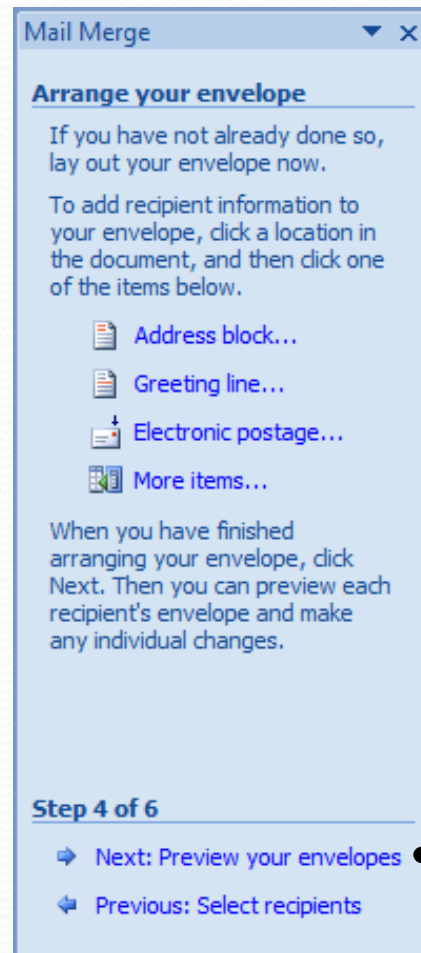 Mail Merge
Arrange your envelope
If you have not already done so,
lay out your envelope now.
To add recipient information to
your envelope, click a location in
the document, and then click one
of the items below.
Address block...
Greeting line...
Electronic postage...
More items...
When you have finished
arranging your envelope, click
Next. Then you can preview each
recipient's envelope and make
any individual changes.
Step 4 of 6
Next: Preview your envelopes
Previous: Select recipients